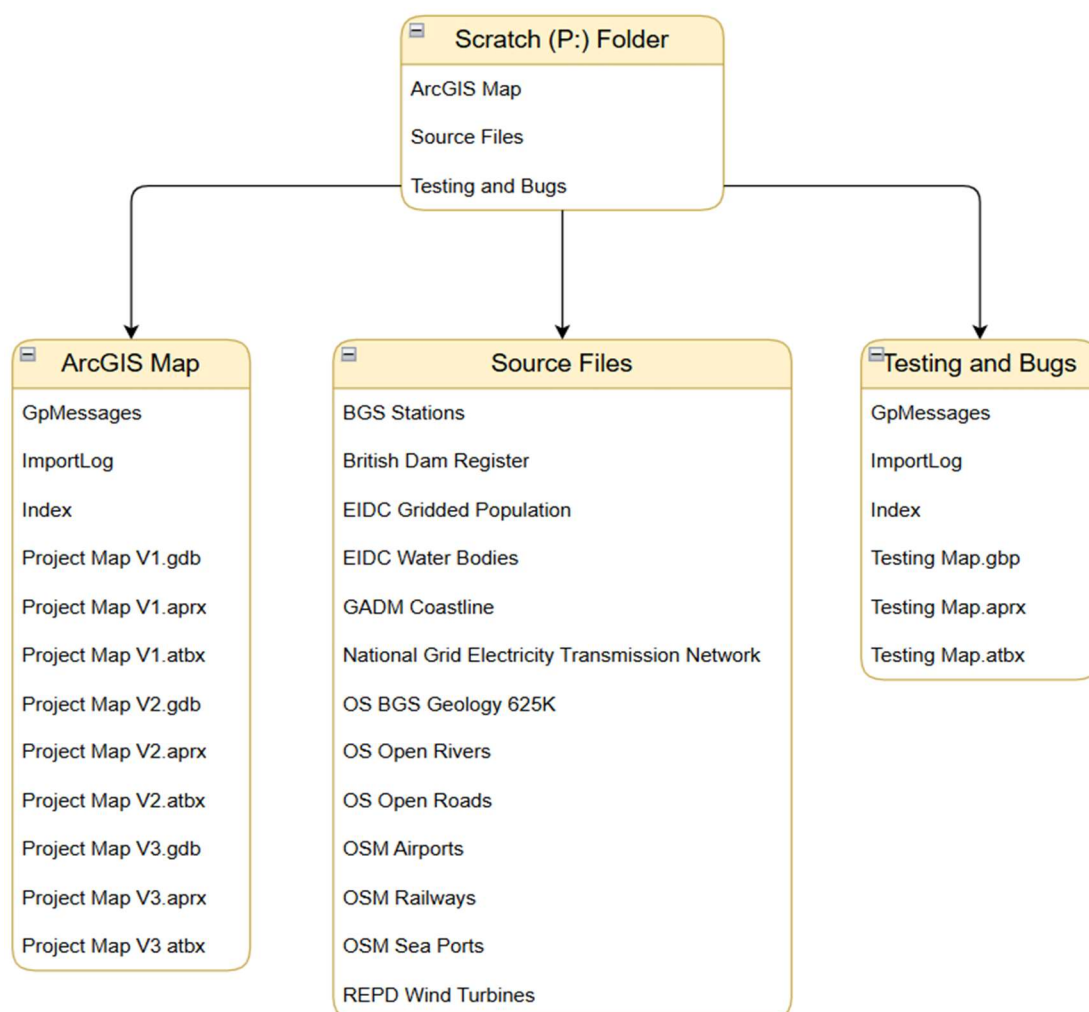 Scratch (P:) Folder
ArcGIS Map
Source Files
Testing and Bugs
ArcGIS Map
GpMessages
ImportLog
Index
Project Map V1.gdb
Project Map V1.aprx
Project Map V1.atbx
Project Map V2.gdb
Project Map V2.aprx
Project Map V2.atbx
Project Map V3.gdb
Project Map V3.aprx
Project Map V3 atbx
Source Files
BGS Stations
British Dam Register
EIDC Gridded Population
EIDC Water Bodies
GADM Coastline
National Grid Electricity Transmission Network
OS BGS Geology 625K
OS Open Rivers
OS Open Roads
OSM Airports
OSM Railways
OSM Sea Ports
REPD Wind Turbines
Testing and Bugs
GpMessages
ImportLog
Index
Testing Map.gbp
Testing Map.aprx
Testing Map.atbx